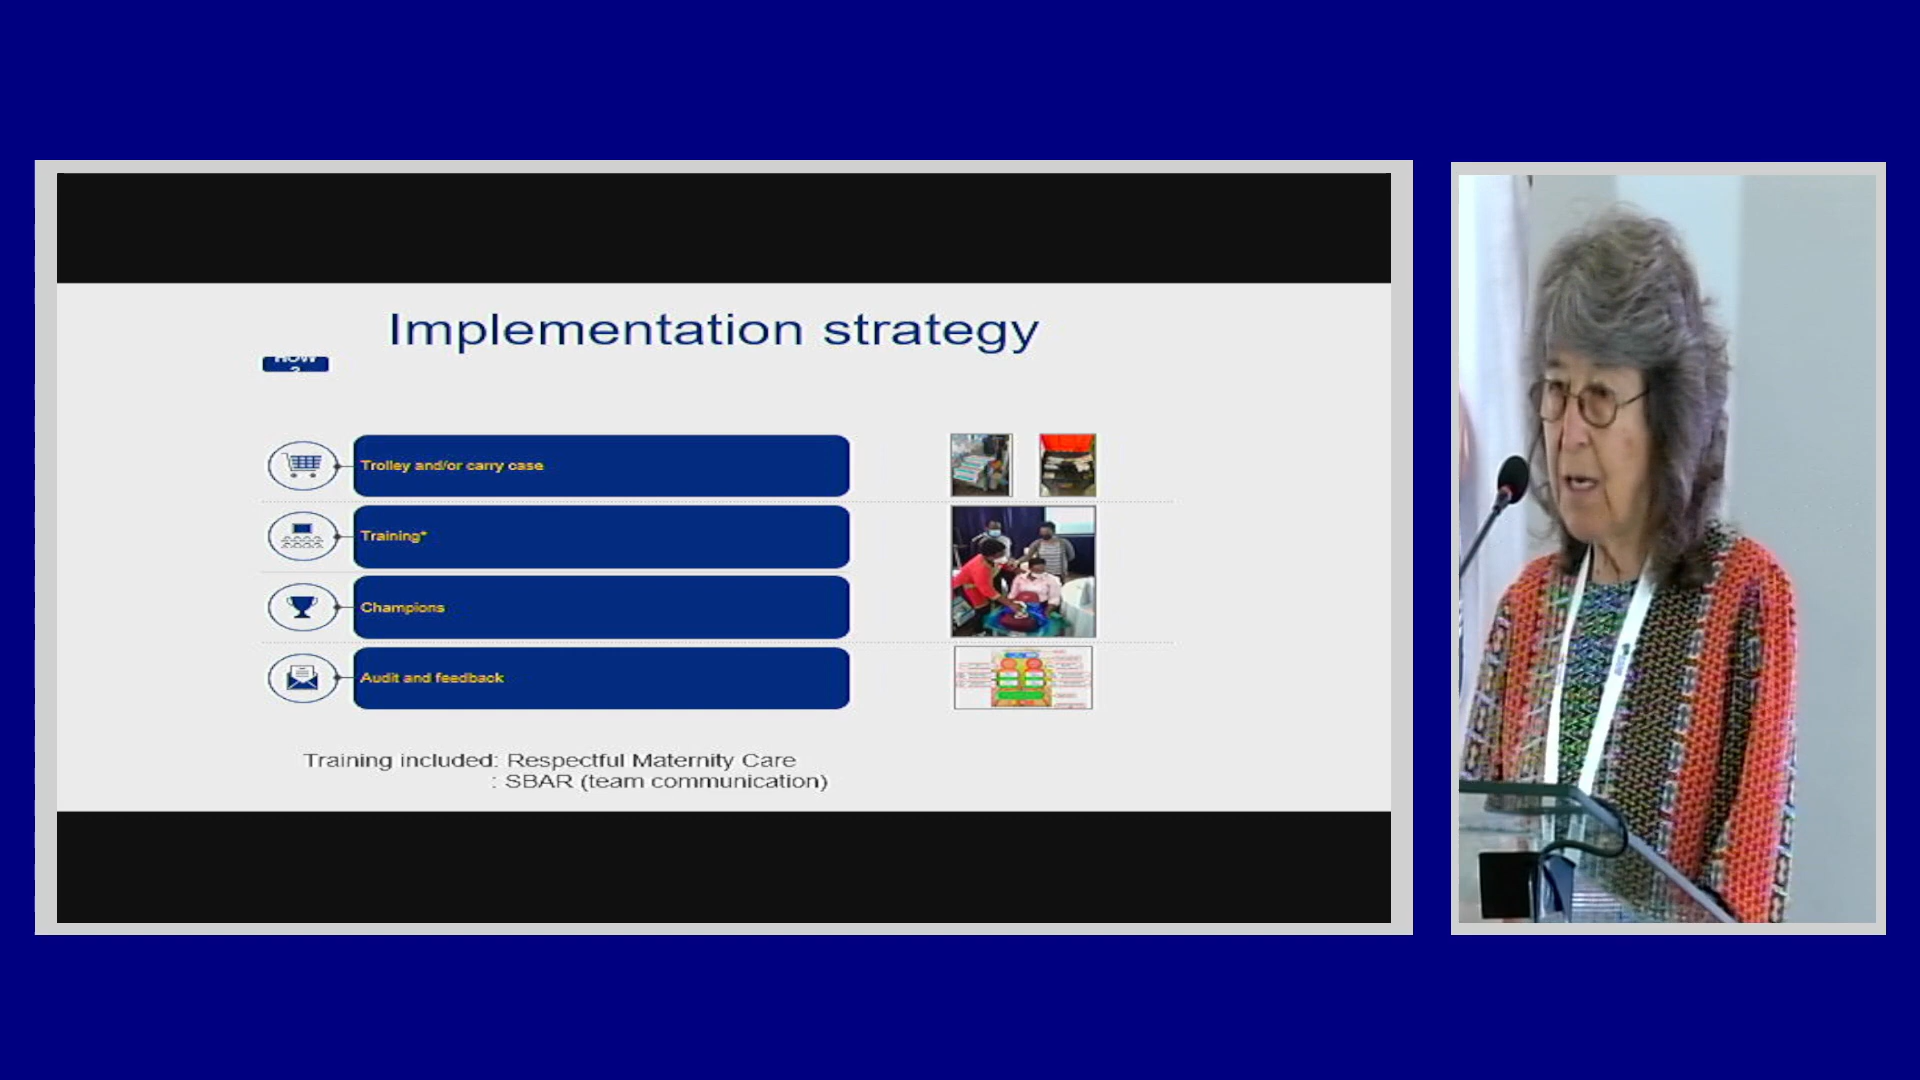 Implementation strategy
HOW
?
Trolley and/or carry case
Training*
Champions
Audit and feedback
Training included: Respectful Maternity Care
: SBAR (team communication)